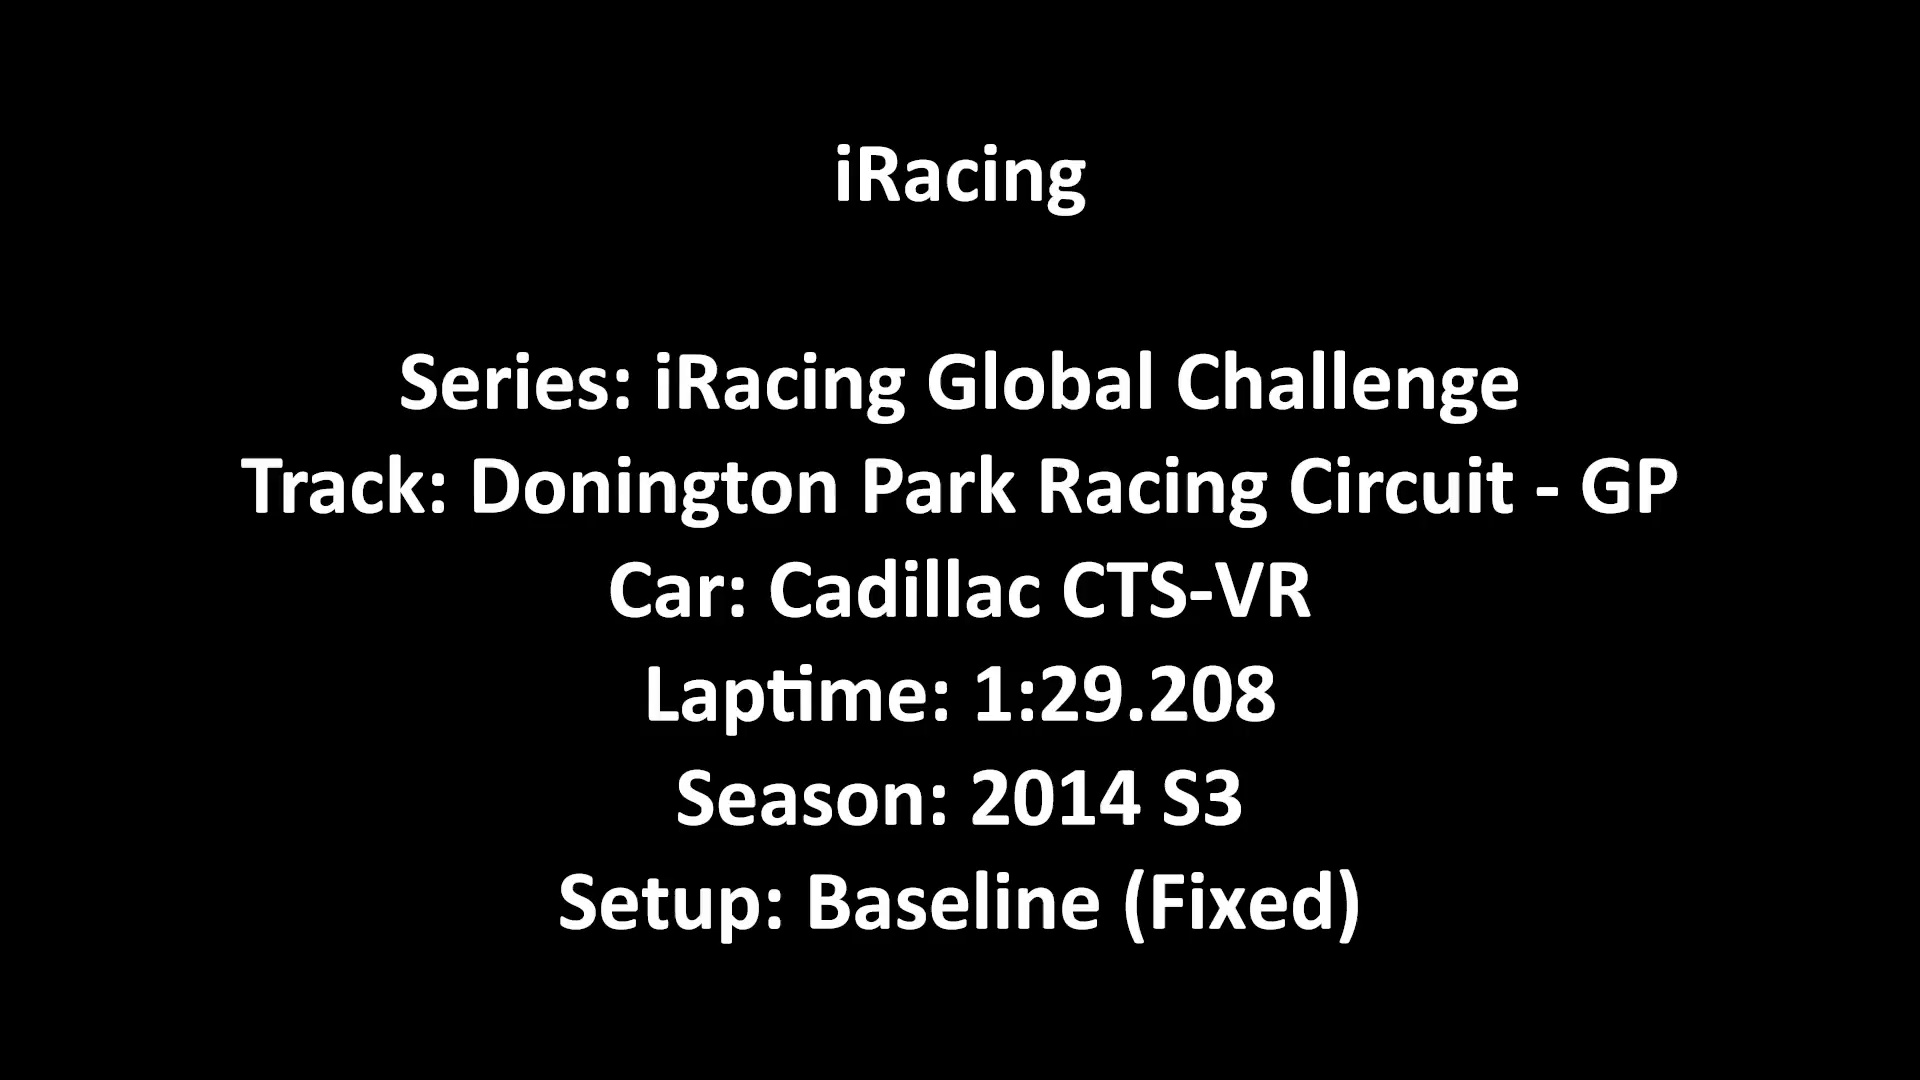 iRacing
Series: iRacing Global Challenge
Track: Donington Park Racing Circuit - GP
Car: Cadillac CTS-VR
Laptime: 1:29.208
Season: 2014 S3
Setup: Baseline (Fixed)